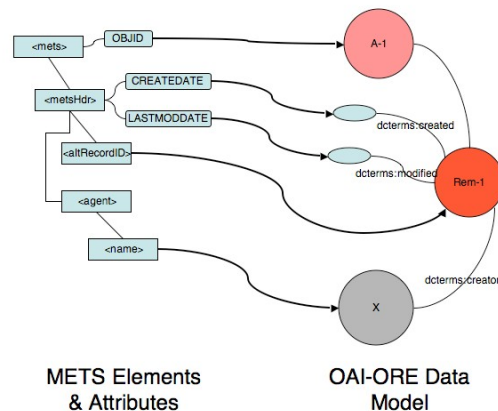 <mets>
OBJID
A-1
<metsHdr>
CREATEDATE
LASTMODDATE
dcterms:created
<altRecordID>
dcterms:modified
Rem-1
<agent>
<name>
dcterms:creator
X
METS Elements
& Attributes
OAI-ORE Data
Model